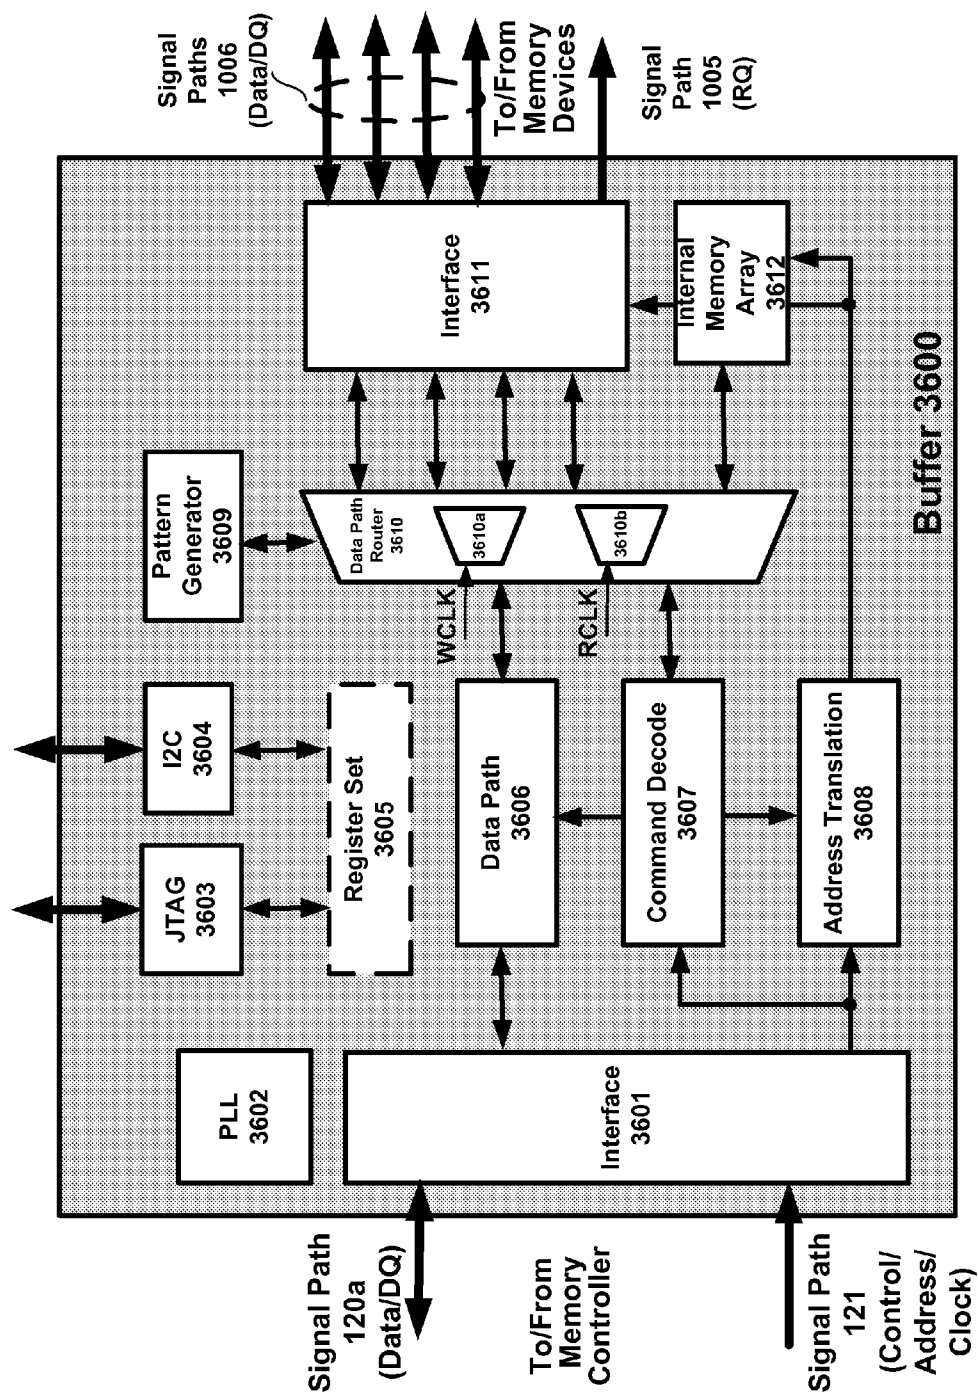 Signal
Paths
1006
(Data/DQ)
To/From
Memory
Devices
Signal
Path
1005
(RQ)
Interface
3611
Internal
Memory
Array
3612
Pattern
Generator
3609
Data Path
Router
3610
3610a
3610b
WCLK
RCLK
Buffer 3600
I2C
3604
JTAG
3603
Register Set
3605
Data Path
3606
Command Decode
3607
Address Translation
3608
PLL
3602
Interface
3601
Signal Path
120a
(Data/DQ)
To/From
Memory
Controller
Signal Path
121
(Control/
Address/
Clock)